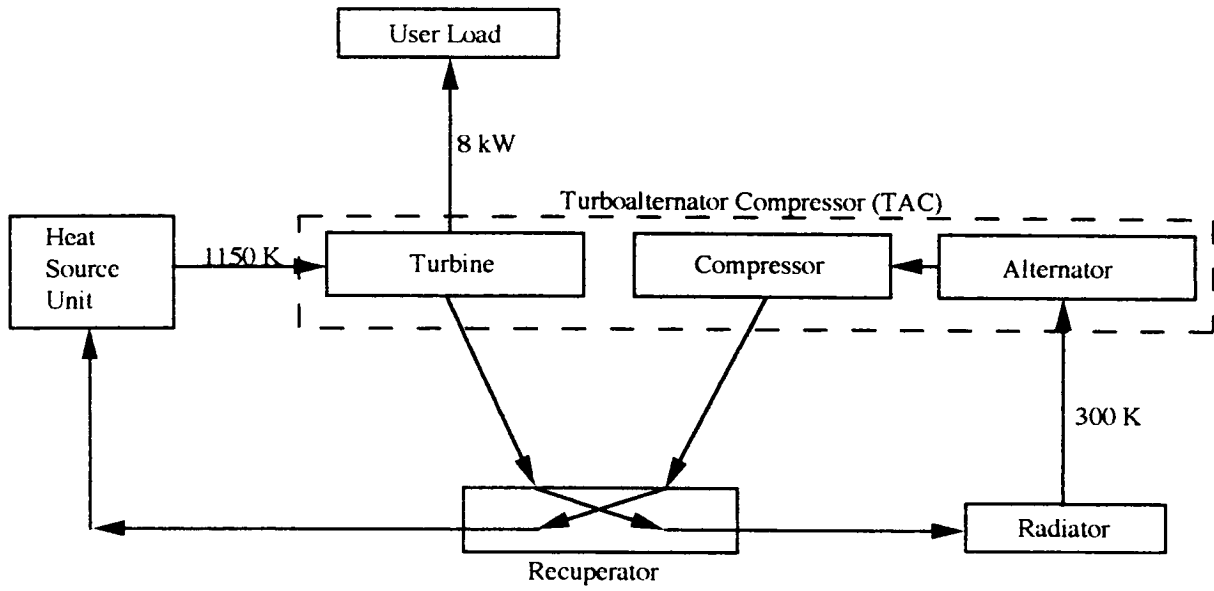 User Load
8 kW
Turboalternator Compressor (TAC)
Heat
Source
Unit
1150 K
Turbine
Compressor
Alternator
300 K
Radiator
Recuperator